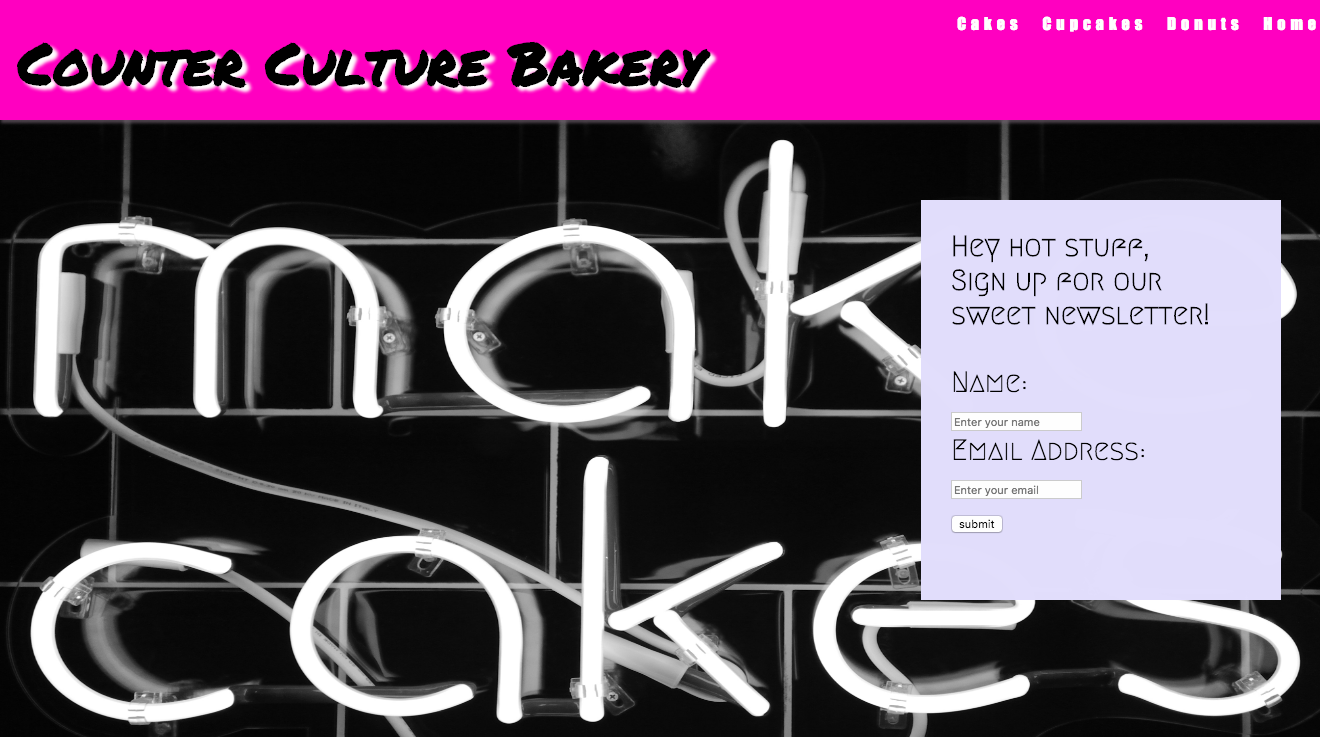 Cakes Cupcakes Donuts Home
Counter Culture Bakery
mak
Hey hot stuff,
Sign up for our
sweet newsletter!
Name:
Enter your name
Email Address:
Enter your email
submit
cakes